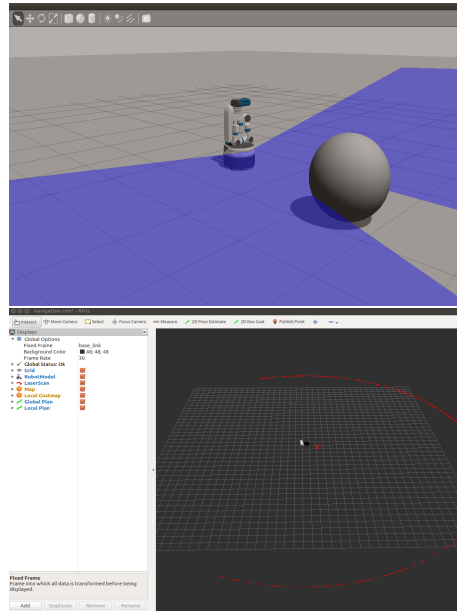 navigation.rviz* - RViz
Interact Move Camera Select Focus Camera Measure 2D Pose Estimate 2D Nav Goal Publish Point
Displays
Global Options
Fixed Frame base_link
Background Color 48; 48; 48
Frame Rate 30
Global Status: Ok
Grid
RobotModel
LaserScan
Map
Local Costmap
Global Plan
Local Plan
Fixed Frame
Frame into which all data is transformed before being
displayed.
Add Duplicate Remove Rename